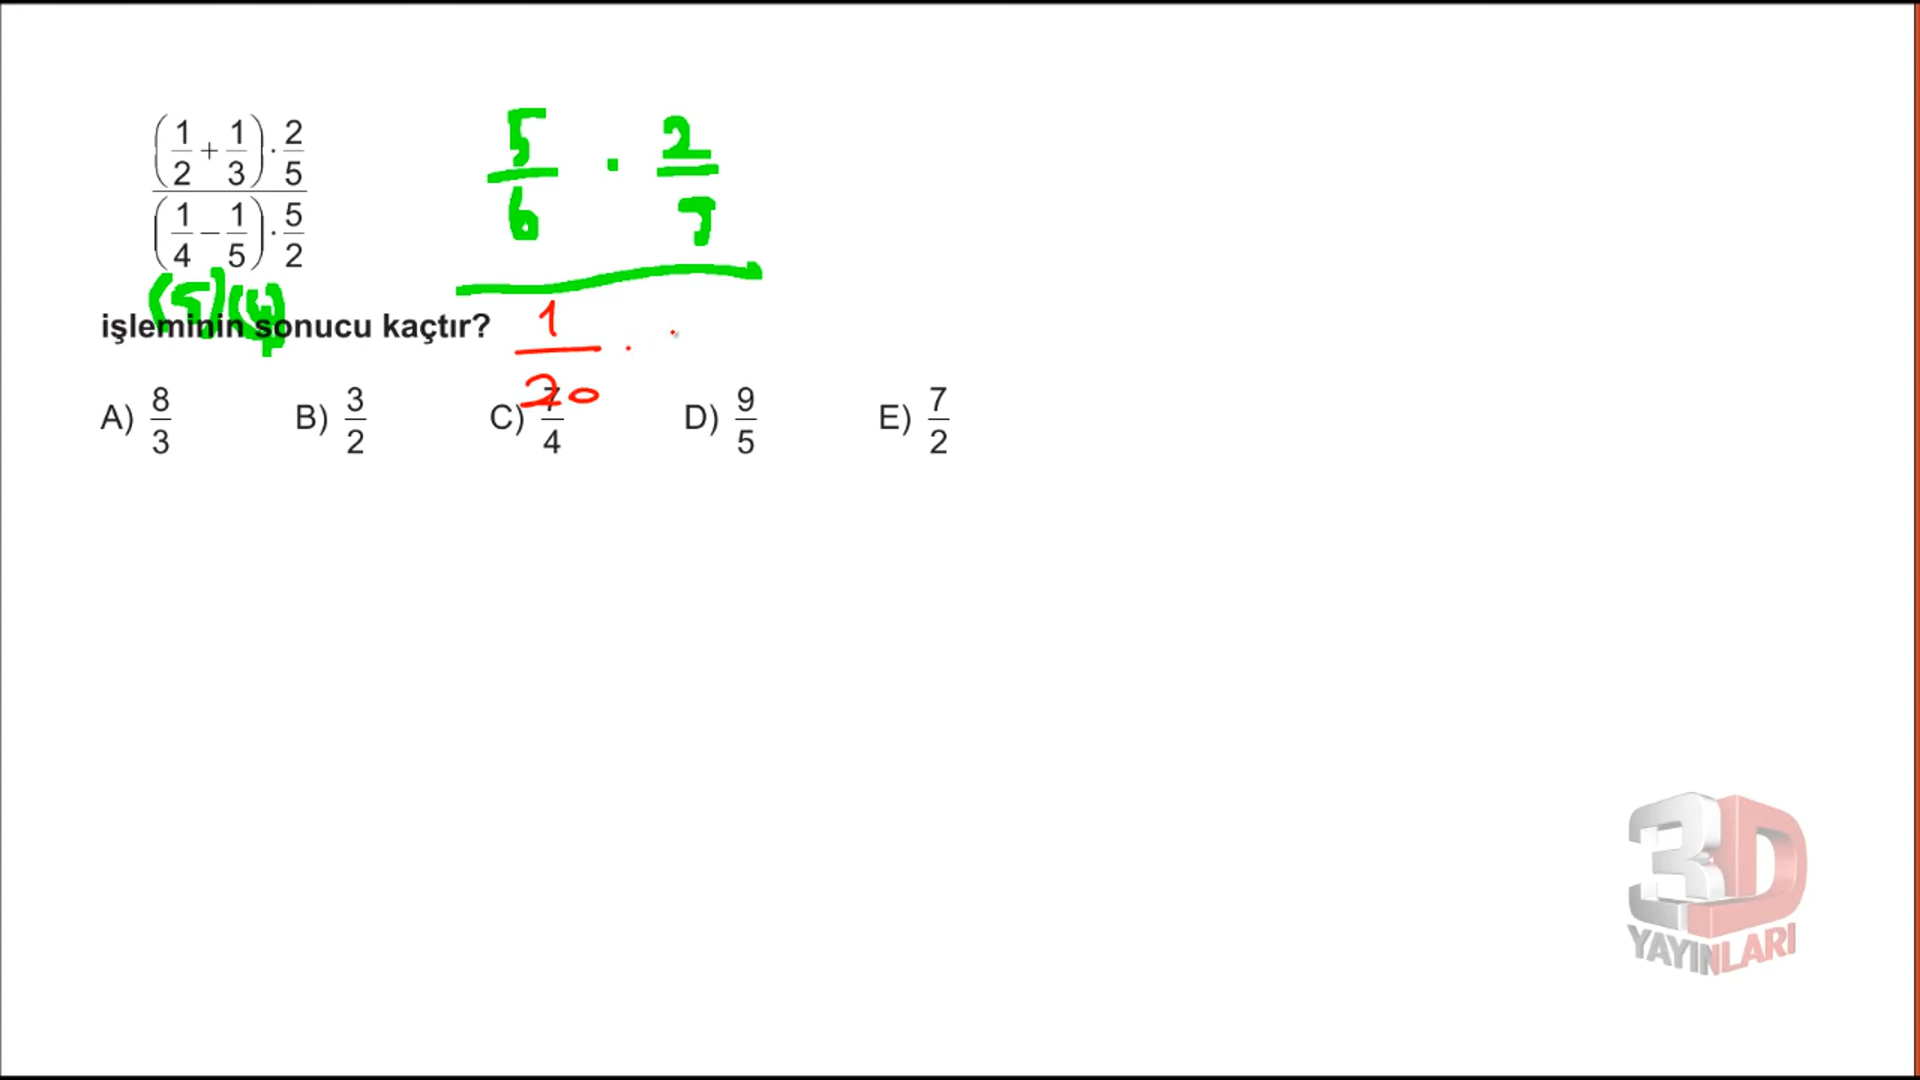 (1/2 + 1/3) · 2/5
(1/4 − 1/5) · 5/2
(5) (4)
işleminin sonucu kaçtır?
A) 8/3 B) 3/2 C) 7/4 D) 9/5 E) 7/2
5/6 · 2/5
1/20 ·
3D
YAYINLARI